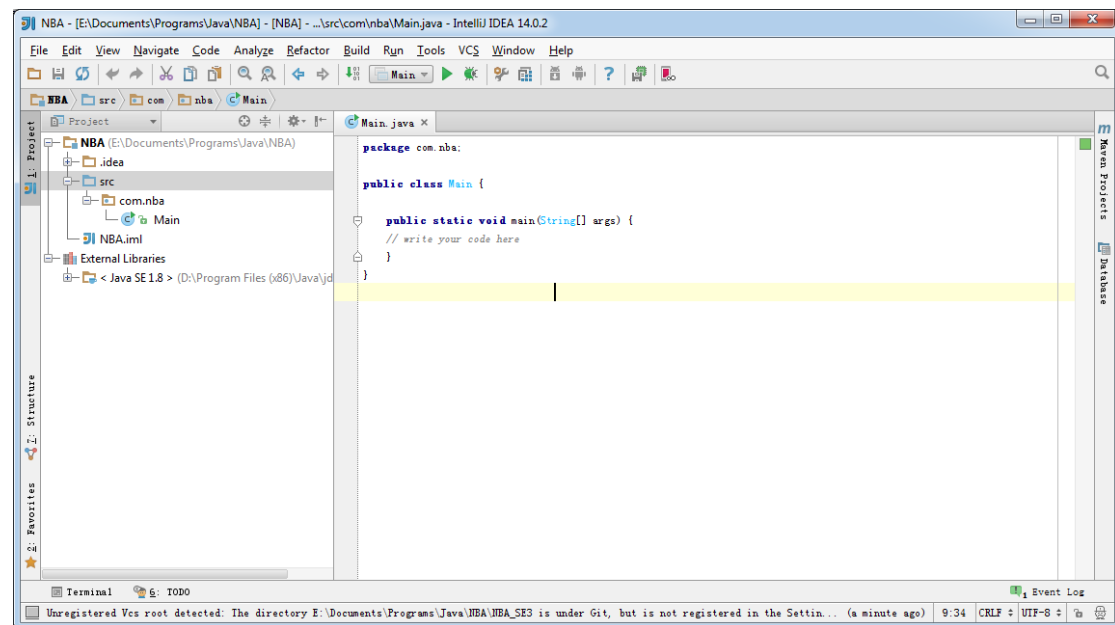 NBA - [E:\Documents\Programs\Java\NBA] - [NBA] - ...\src\com\nba\Main.java - IntelliJ IDEA 14.0.2
File Edit View Navigate Code Analyze Refactor Build Run Tools VCS Window Help
Main
NBA src com nba Main
1: Project
7: Structure
2: Favorites
Project
NBA (E:\Documents\Programs\Java\NBA)
.idea
src
com.nba
Main
NBA.iml
External Libraries
< Java SE 1.8 > (D:\Program Files (x86)\Java\jd
Main.java
package com.nba;
public class Main {
public static void main(String[] args) {
// write your code here
}
}
Maven Projects
Database
Terminal 6: TODO
1 Event Log
Unregistered Vcs root detected: The directory E:\Documents\Programs\Java\NBA\NBA_SE3 is under Git, but is not registered in the Settin... (a minute ago) 9:34 CRLF UTF-8